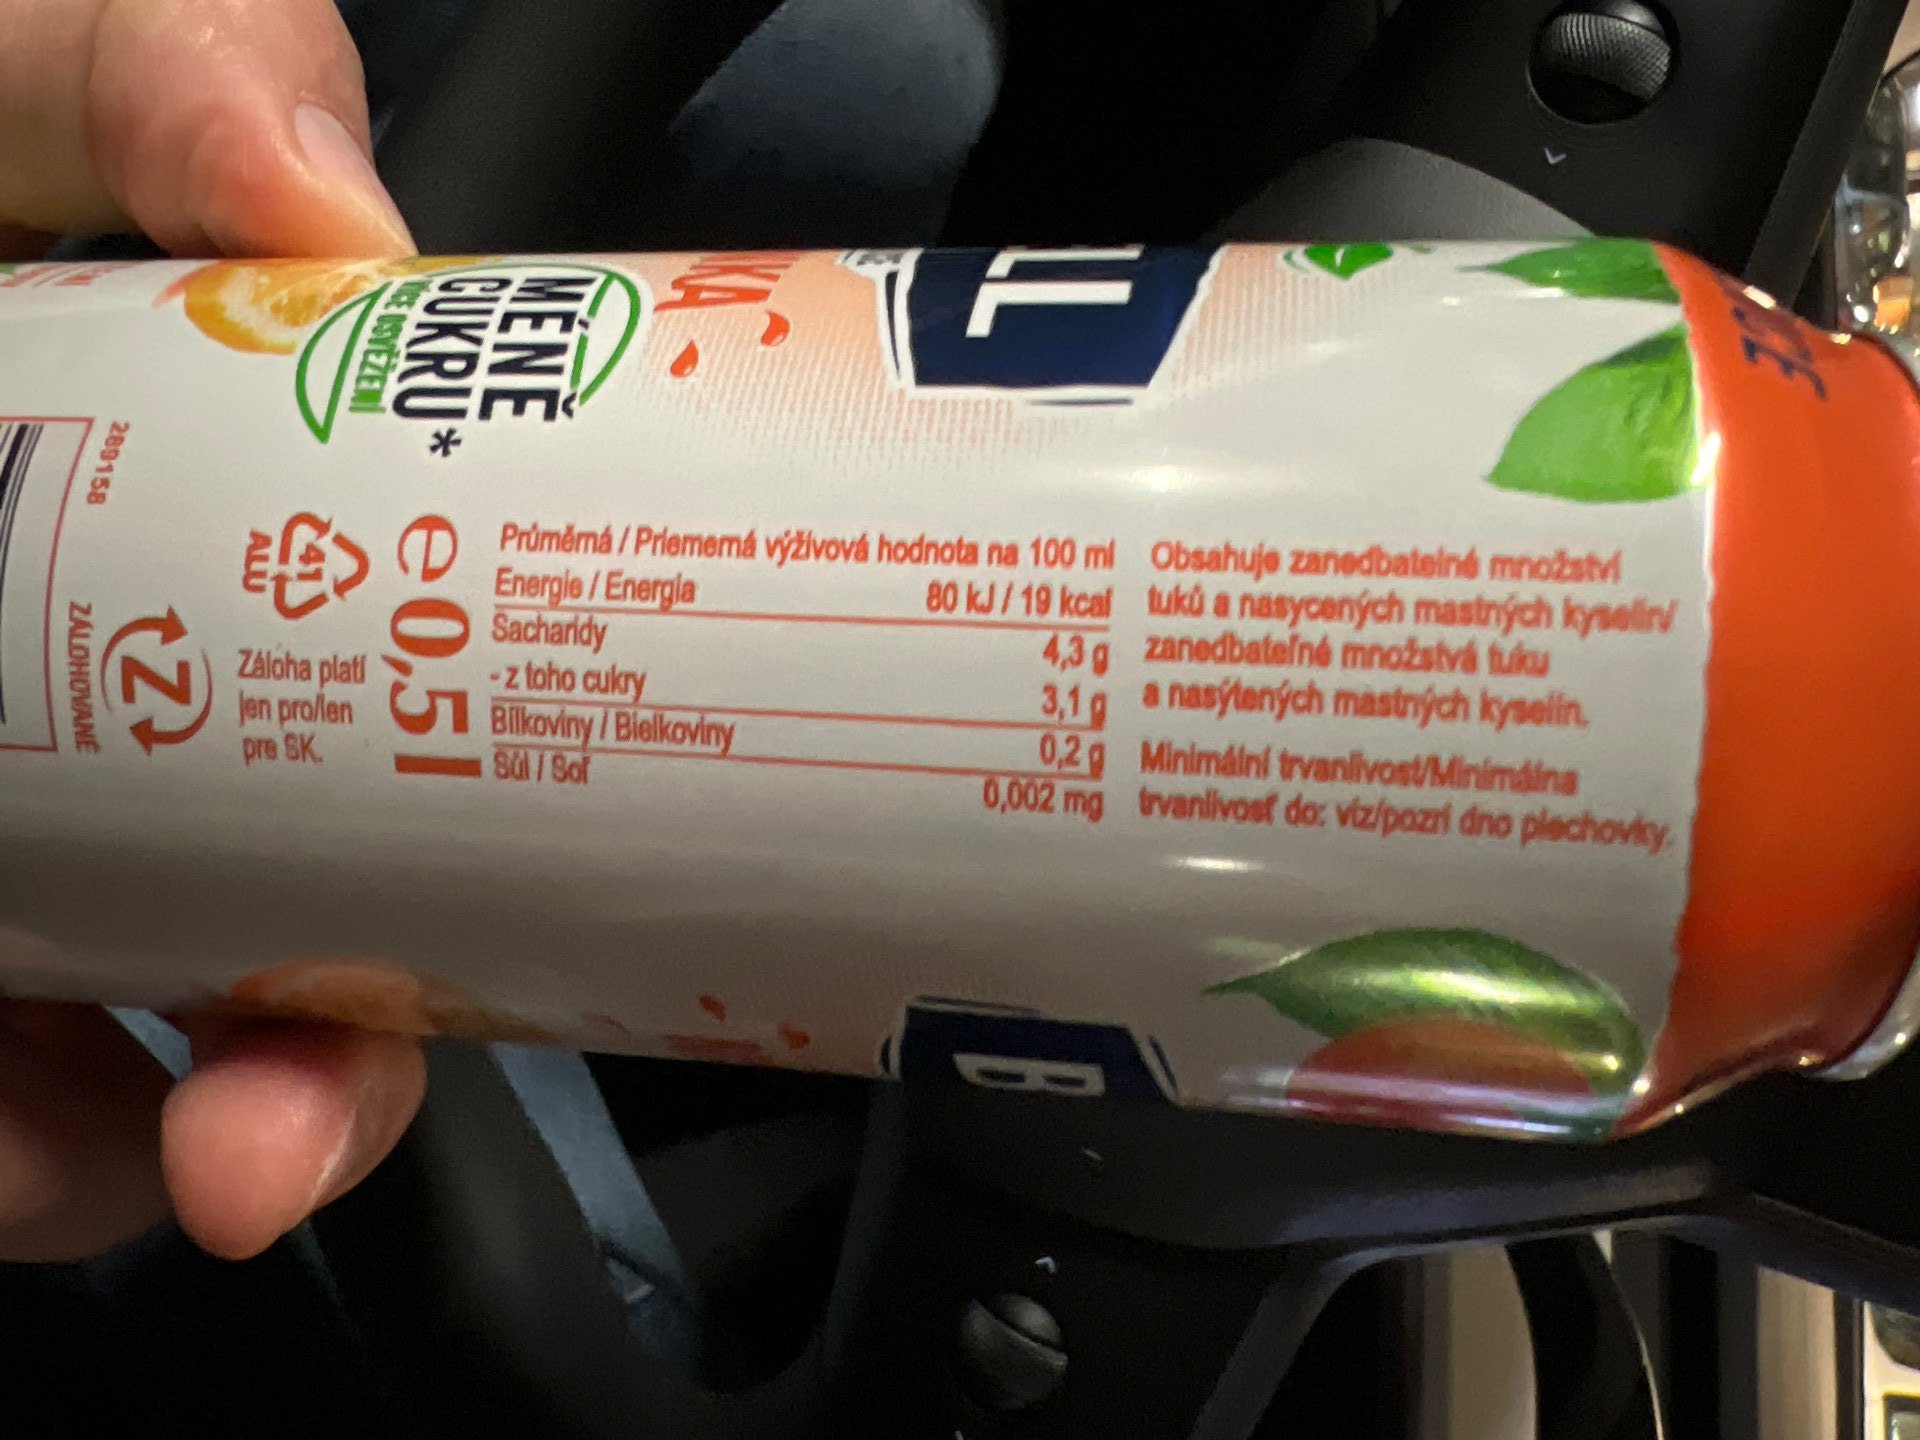 MÉNĚ
CUKRU*
VÍCE OSVĚŽENÍ
LL
289158
ZÁLOHOVANÉ
Z
41
ALU
Záloha platí
jen pro/len
pre SK.
e 0,5 l
Průměrná / Priemerná výživová hodnota na 100 ml
Energie / Energia 80 kJ / 19 kcal
Sacharidy 4,3 g
- z toho cukry 3,1 g
Bílkoviny / Bielkoviny 0,2 g
Sůl / Soľ 0,002 mg
Obsahuje zanedbatelné množství
tuků a nasycených mastných kyselin/
zanedbateľné množstvá tuku
a nasýtených mastných kyselín.
Minimální trvanlivost/Minimálna
trvanlivosť do: viz/pozri dno plechovky.
B